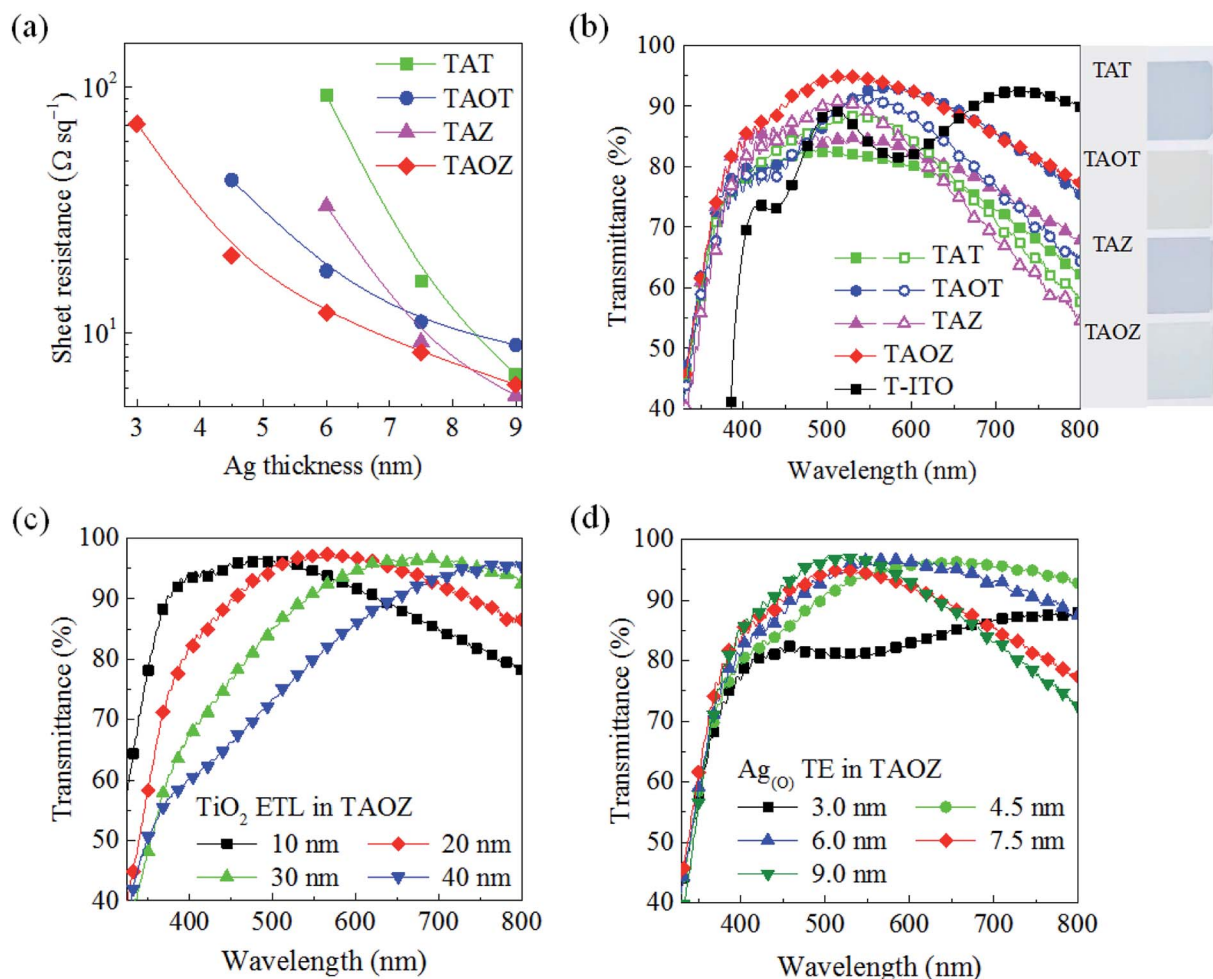 (a)
Sheet resistance (Ω sq⁻¹)
10²
10¹
TAT
TAOT
TAZ
TAOZ
3 4 5 6 7 8 9
Ag thickness (nm)
(b)
Transmittance (%)
100
90
80
70
60
50
40
TAT
TAOT
TAZ
TAOZ
T-ITO
400 500 600 700 800
Wavelength (nm)
TAT
TAOT
TAZ
TAOZ
(c)
Transmittance (%)
100
90
80
70
60
50
40
TiO₂ ETL in TAOZ
10 nm 20 nm
30 nm 40 nm
400 500 600 700 800
Wavelength (nm)
(d)
Transmittance (%)
100
90
80
70
60
50
40
Ag₍O₎ TE in TAOZ
3.0 nm 4.5 nm
6.0 nm 7.5 nm
9.0 nm
400 500 600 700 800
Wavelength (nm)